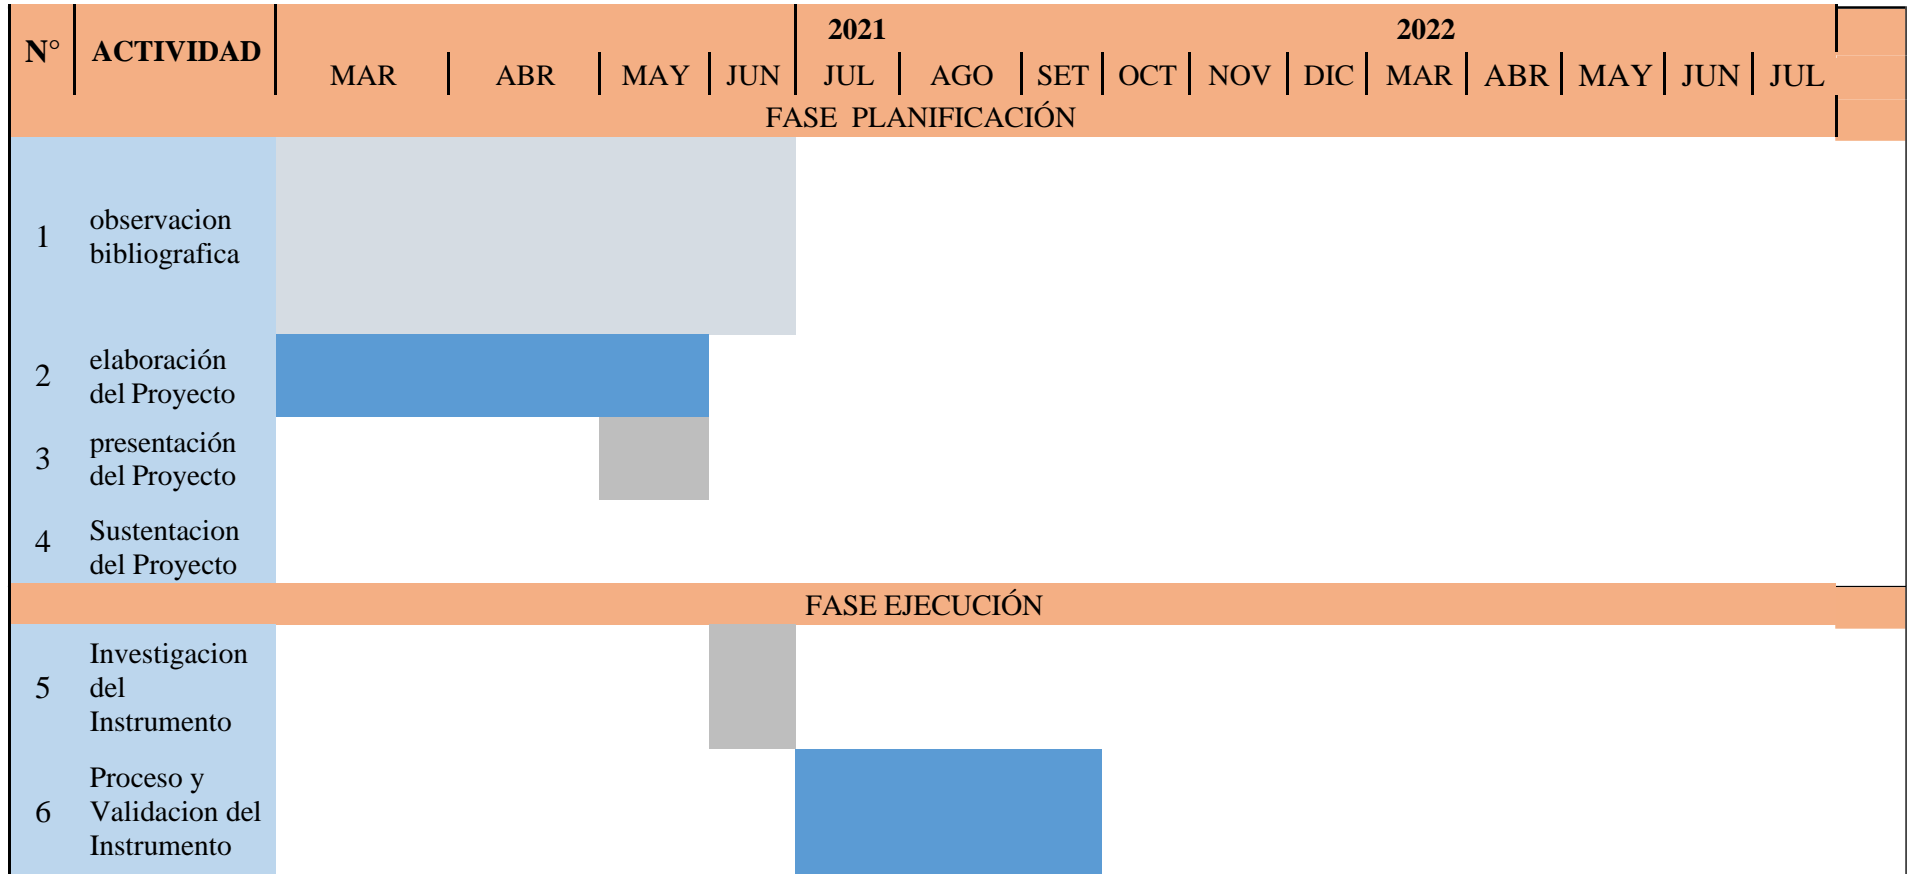 2021 2022
N° ACTIVIDAD
MAR ABR MAY JUN JUL AGO SET OCT NOV DIC MAR ABR MAY JUN JUL
FASE PLANIFICACIÓN
1 observacion
bibliografica
2 elaboración
del Proyecto
3 presentación
del Proyecto
4 Sustentacion
del Proyecto
FASE EJECUCIÓN
5 Investigacion
del
Instrumento
6 Proceso y
Validacion del
Instrumento